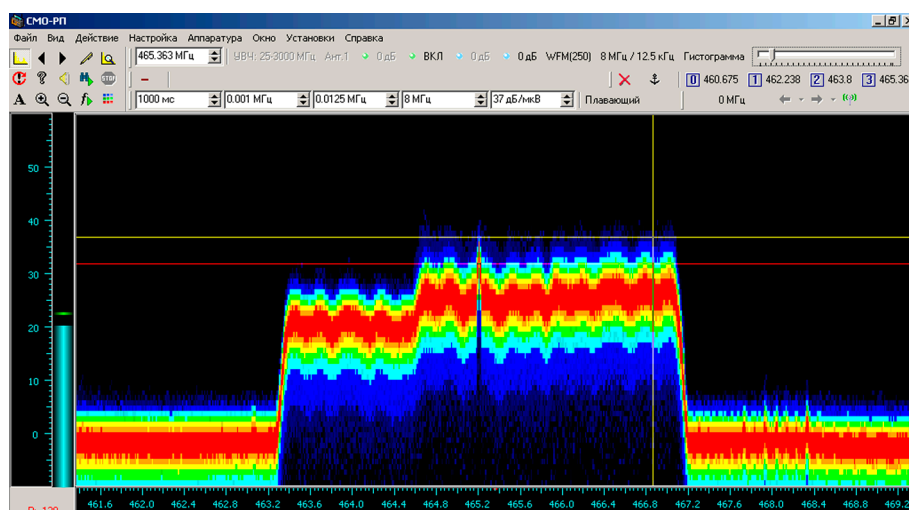 СМО-РП
Файл Вид Действие Настройка Аппаратура Окно Установки Справка
465.363 МГц УВЧ: 25-3000 МГц Ант.1 0 дБ ВКЛ 0 дБ 0 дБ WFM(250) 8 МГц / 12.5 кГц Гистограмма
STOP 0 460.675 1 462.238 2 463.8 3 465.36
A 1000 мс 0.001 МГц 0.0125 МГц 8 МГц 37 дБ/мкВ Плавающий 0 МГц
50
40
30
20
10
0
461.6 462.0 462.4 462.8 463.2 463.6 464.0 464.4 464.8 465.2 465.6 466.0 466.4 466.8 467.2 467.6 468.0 468.4 468.8 469.2